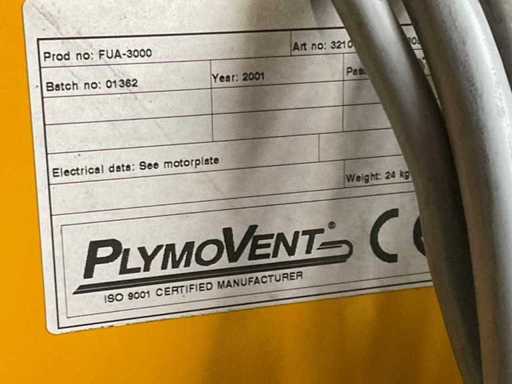 Prod no: FUA-3000 Art no: 3210
Batch no: 01362 Year: 2001
Electrical data: See motorplate
Weight: 24 kg
PLYMOVENT®
CE
ISO 9001 CERTIFIED MANUFACTURER